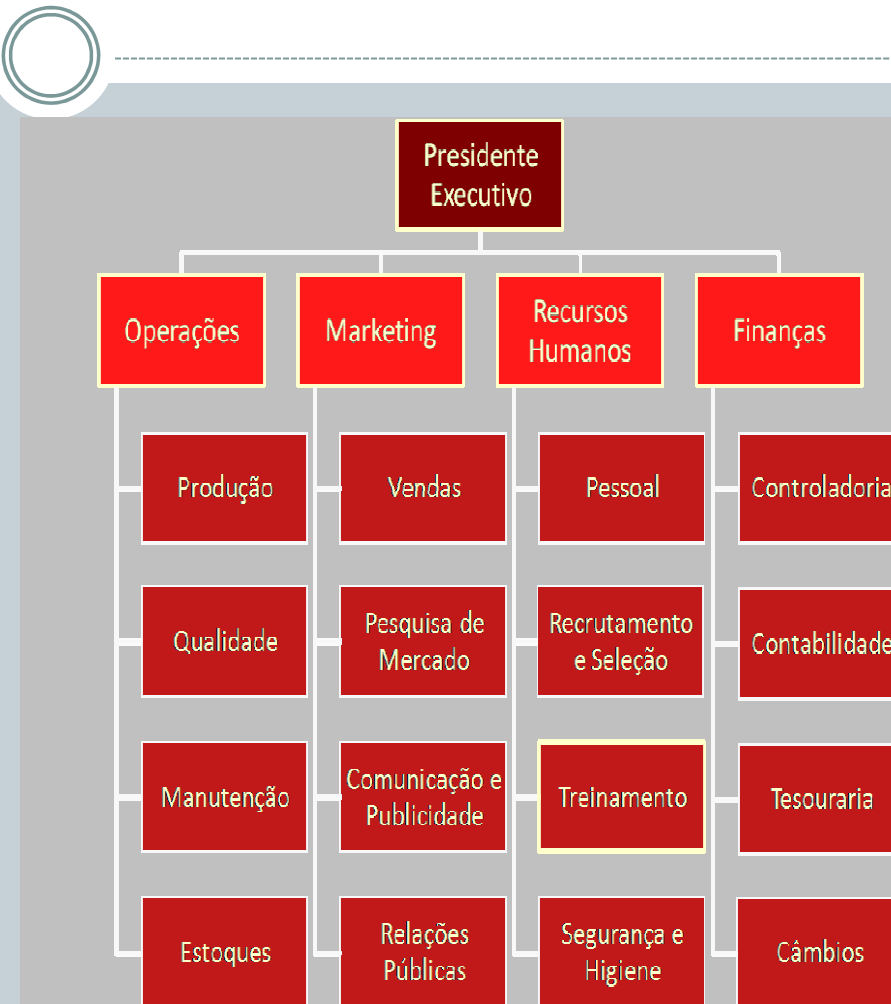 Presidente
Executivo
Operações
Marketing
Recursos
Humanos
Finanças
Produção
Vendas
Pessoal
Controladoria
Qualidade
Pesquisa de
Mercado
Recrutamento
e Seleção
Contabilidade
Manutenção
Comunicação e
Publicidade
Treinamento
Tesouraria
Estoques
Relações
Públicas
Segurança e
Higiene
Câmbios